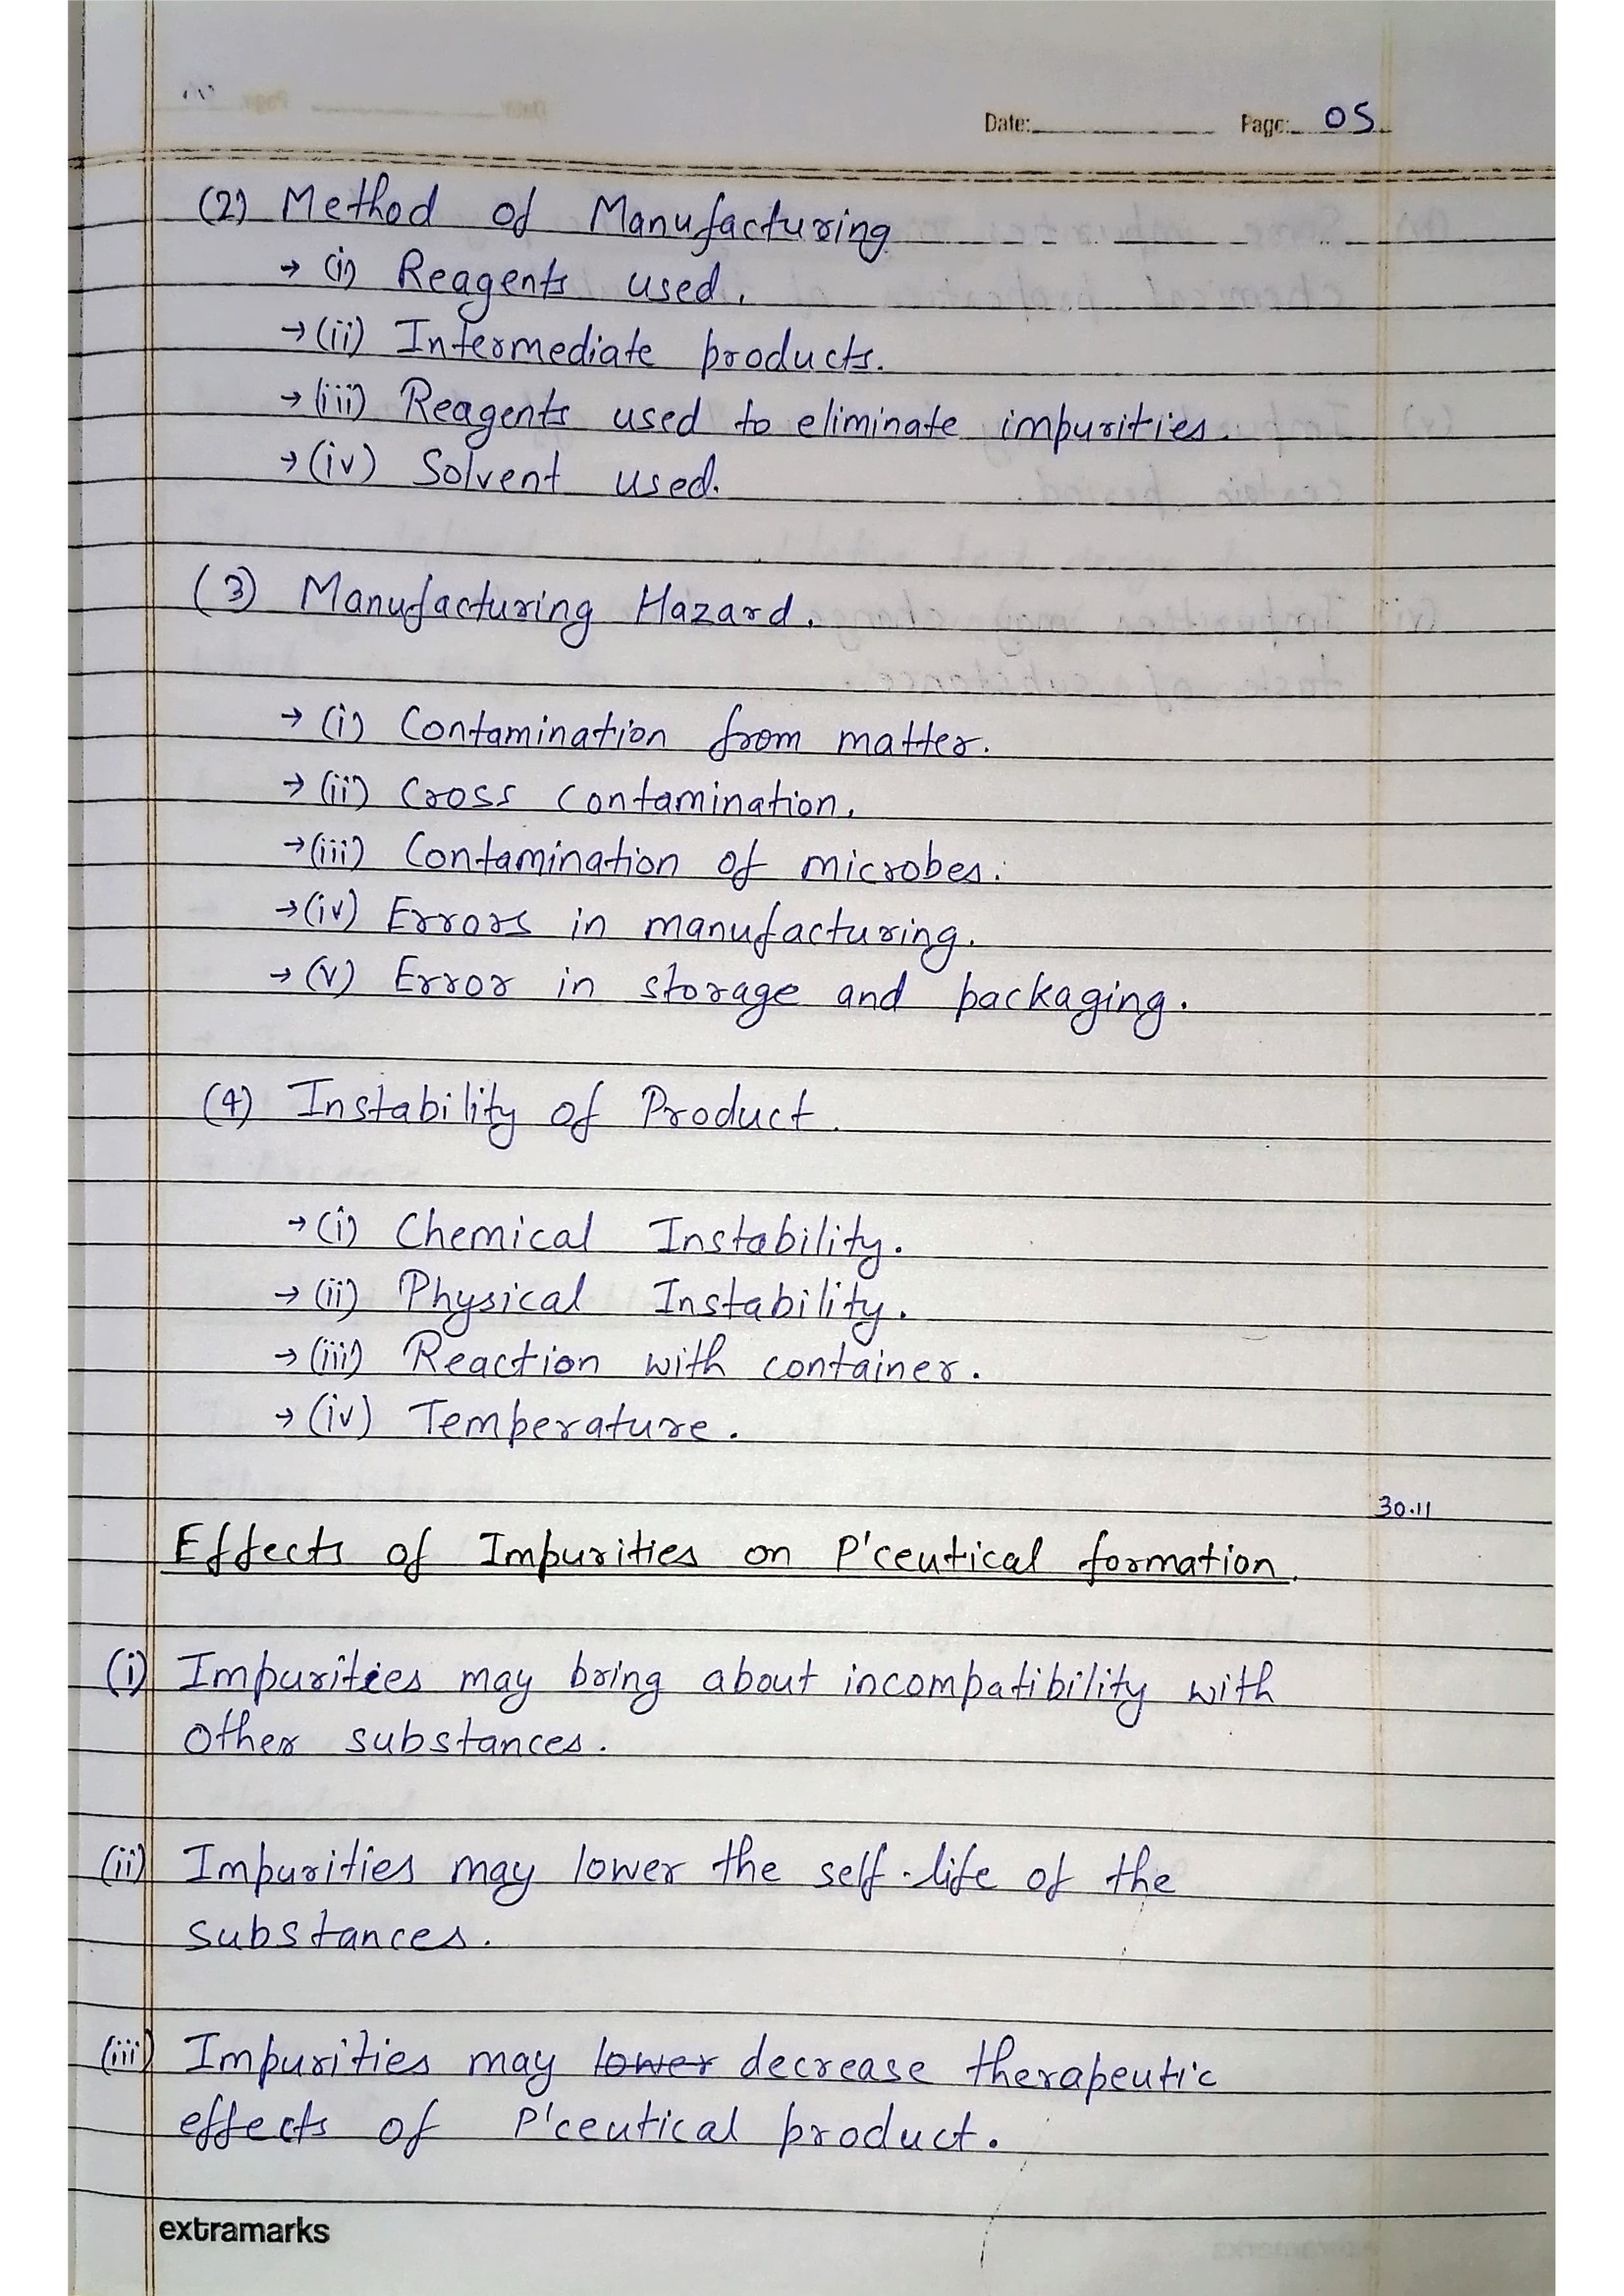 Date: Page: 05
(2) Method of Manufacturing
→ (i) Reagents used.
→ (ii) Intermediate products.
→ (iii) Reagents used to eliminate impurities.
→ (iv) Solvent used.
(3) Manufacturing Hazard.
→ (i) Contamination from matter.
→ (ii) Cross contamination.
→ (iii) Contamination of microbes.
→ (iv) Errors in manufacturing.
→ (v) Error in storage and packaging.
(4) Instability of Product.
→ (i) Chemical Instability.
→ (ii) Physical Instability.
→ (iii) Reaction with container.
→ (iv) Temperature.
30.11
Effects of Impurities on P'ceutical formation.
(i) Impurities may bring about incompatibility with
other substances.
(ii) Impurities may lower the self-life of the
substances.
(iii) Impurities may lower decrease therapeutic
effects of P'ceutical product.
extramarks